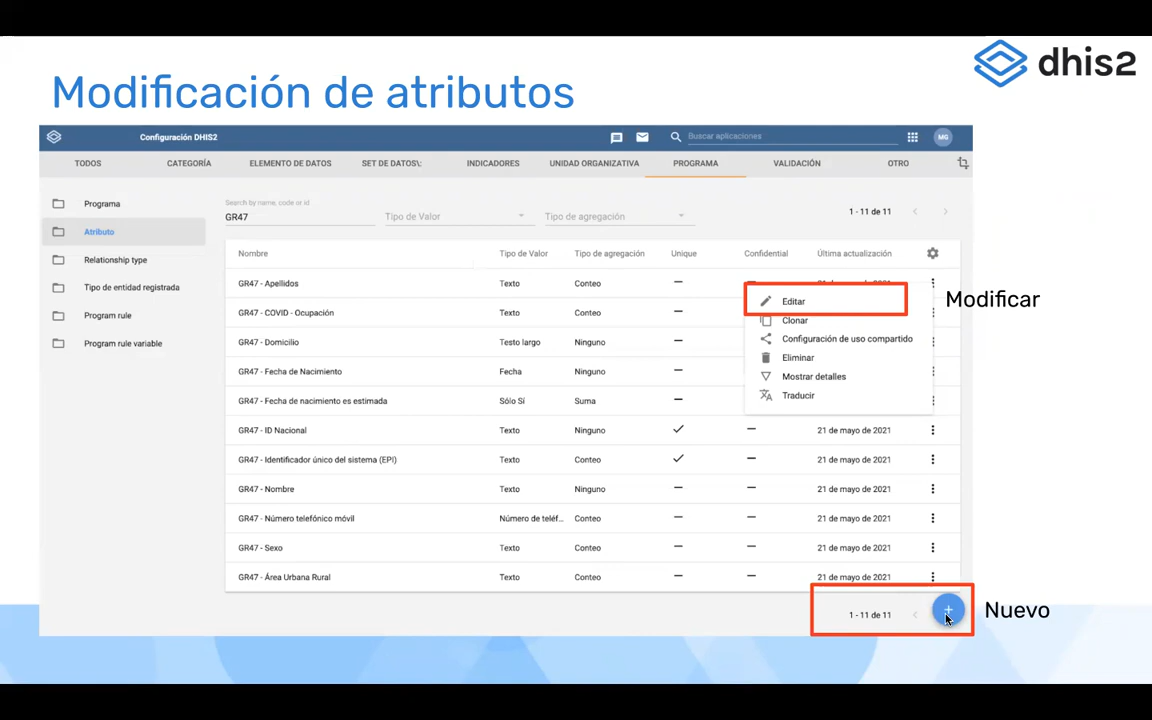 dhis2
Modificación de atributos
Configuración DHIS2
Buscar aplicaciones
MG
TODOS CATEGORÍA ELEMENTO DE DATOS SET DE DATOS\: INDICADORES UNIDAD ORGANIZATIVA PROGRAMA VALIDACIÓN OTRO
Programa
Atributo
Relationship type
Tipo de entidad registrada
Program rule
Program rule variable
Search by name, code or id
GR47 Tipo de Valor Tipo de agregación 1 - 11 de 11
Nombre Tipo de Valor Tipo de agregación Unique Confidential Última actualización
GR47 - Apellidos Texto Conteo
GR47 - COVID - Ocupación Texto Conteo
GR47 - Domicilio Testo largo Ninguno
GR47 - Fecha de Nacimiento Fecha Ninguno
GR47 - Fecha de nacimiento es estimada Sólo Sí Suma
GR47 - ID Nacional Texto Ninguno 21 de mayo de 2021
GR47 - Identificador único del sistema (EPI) Texto Conteo 21 de mayo de 2021
GR47 - Nombre Texto Ninguno 21 de mayo de 2021
GR47 - Número telefónico móvil Número de teléf... Conteo 21 de mayo de 2021
GR47 - Sexo Texto Conteo 21 de mayo de 2021
GR47 - Área Urbana Rural Texto Conteo 21 de mayo de 2021
Editar
Clonar
Configuración de uso compartido
Eliminar
Mostrar detalles
Traducir
Modificar
1 - 11 de 11
Nuevo